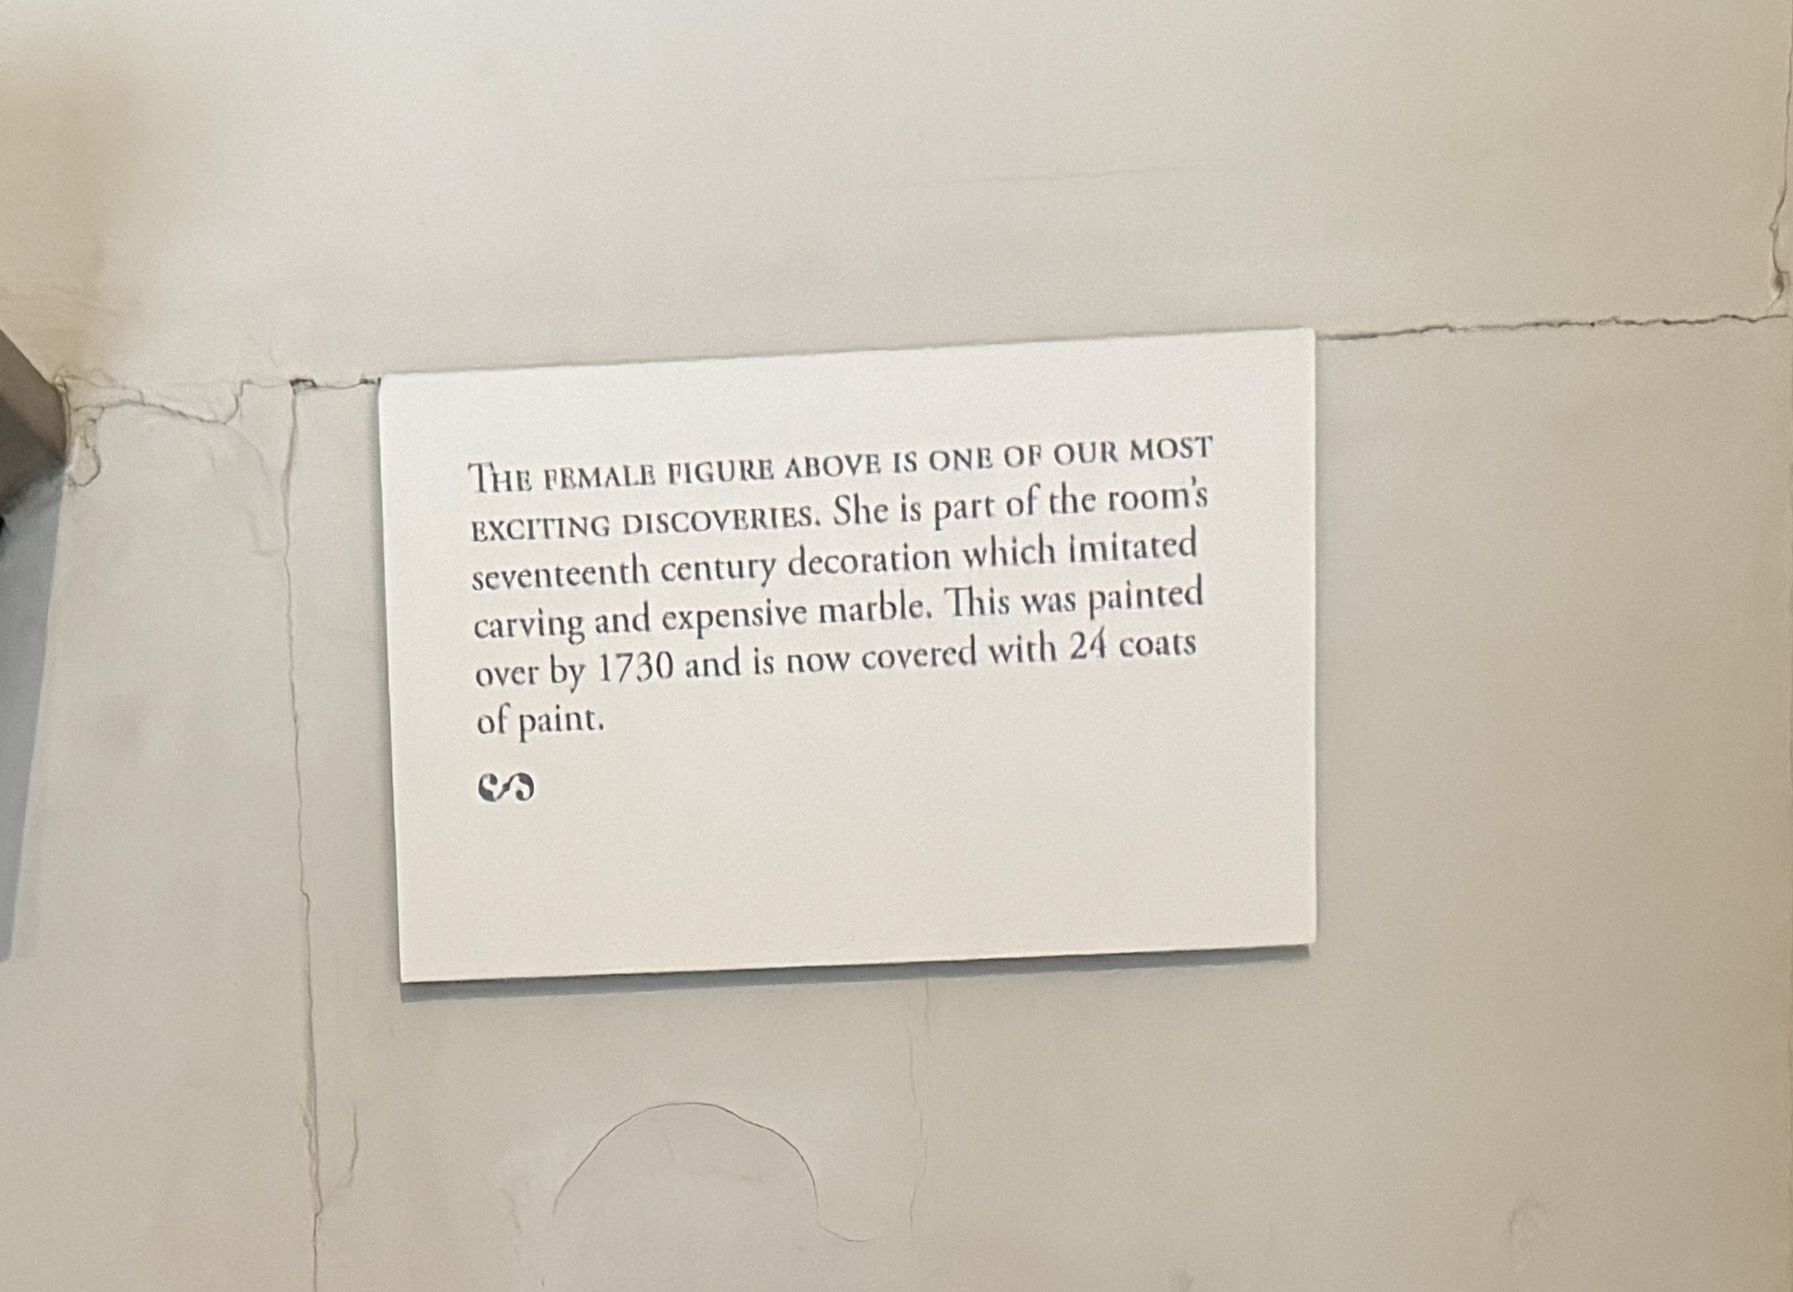 THE FEMALE FIGURE ABOVE IS ONE OF OUR MOST
EXCITING DISCOVERIES. She is part of the room's
seventeenth century decoration which imitated
carving and expensive marble. This was painted
over by 1730 and is now covered with 24 coats
of paint.